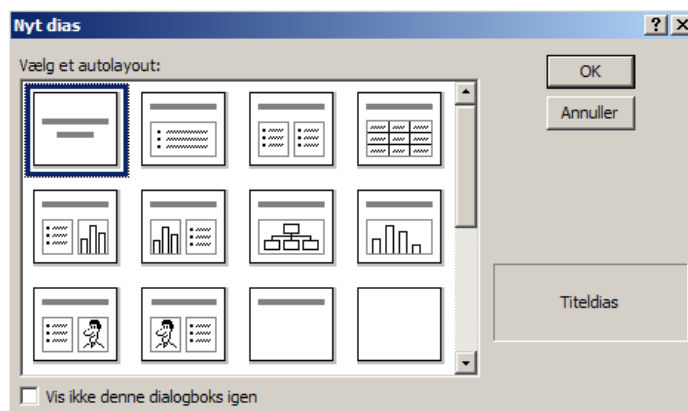 Nyt dias
Vælg et autolayout:
OK
Annuller
Titeldias
Vis ikke denne dialogboks igen